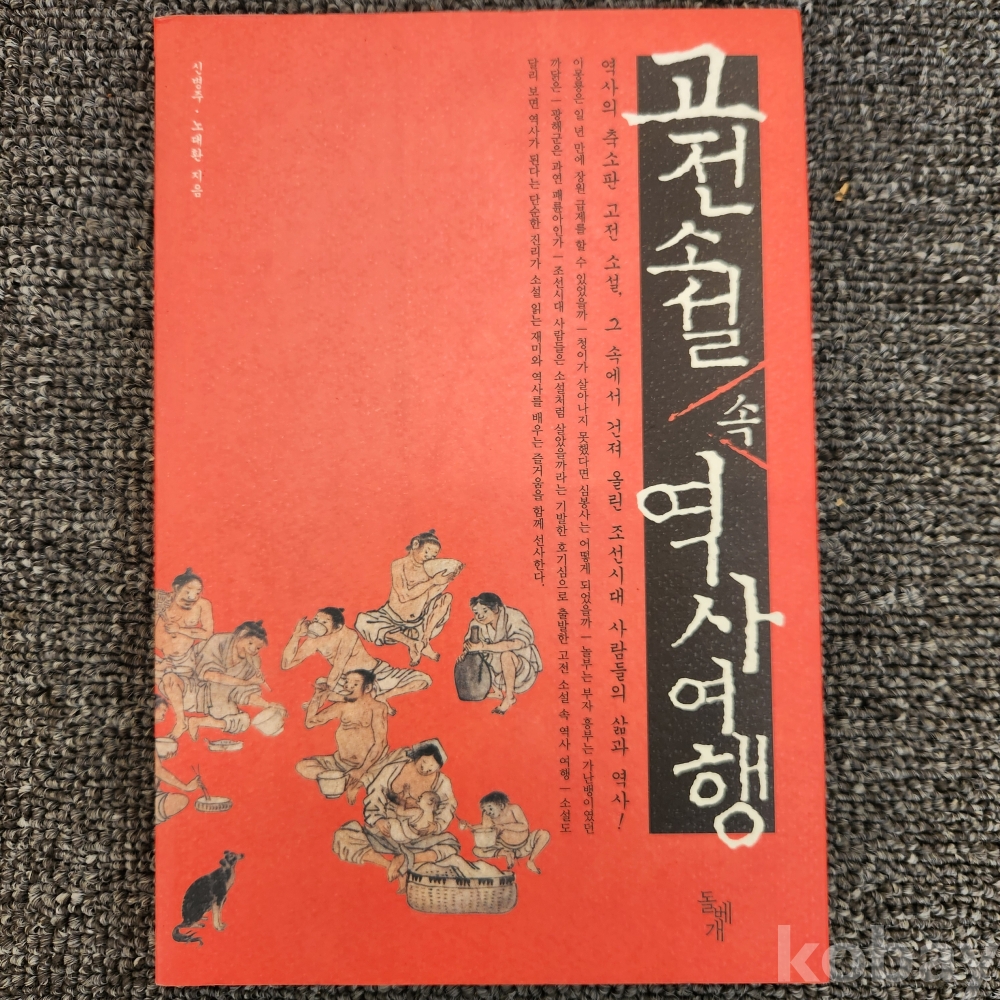 고전소설 속 역사여행
역사의 축소판 고전 소설, 그 속에서 건져 올린 조선시대 사람들의 삶과 역사!
이몽룡은 일 년 만에 장원 급제를 할 수 있었을까ㅣ청이가 살아나지 못했다면 심봉사는 어떻게 되었을까ㅣ놀부는 부자 흥부는 가난뱅이였던
까닭은ㅣ광해군은 과연 패륜아인가ㅣ조선시대 사람들은 소설처럼 살았을까라는 기발한 호기심으로 출발한 고전 소설 속 역사 여행ㅣ소설도
달리 보면 역사가 된다는 단순한 진리가 소설 읽는 재미와 역사를 배우는 즐거움을 함께 선사한다.
신병주·노대환 지음
돌베개
kobay